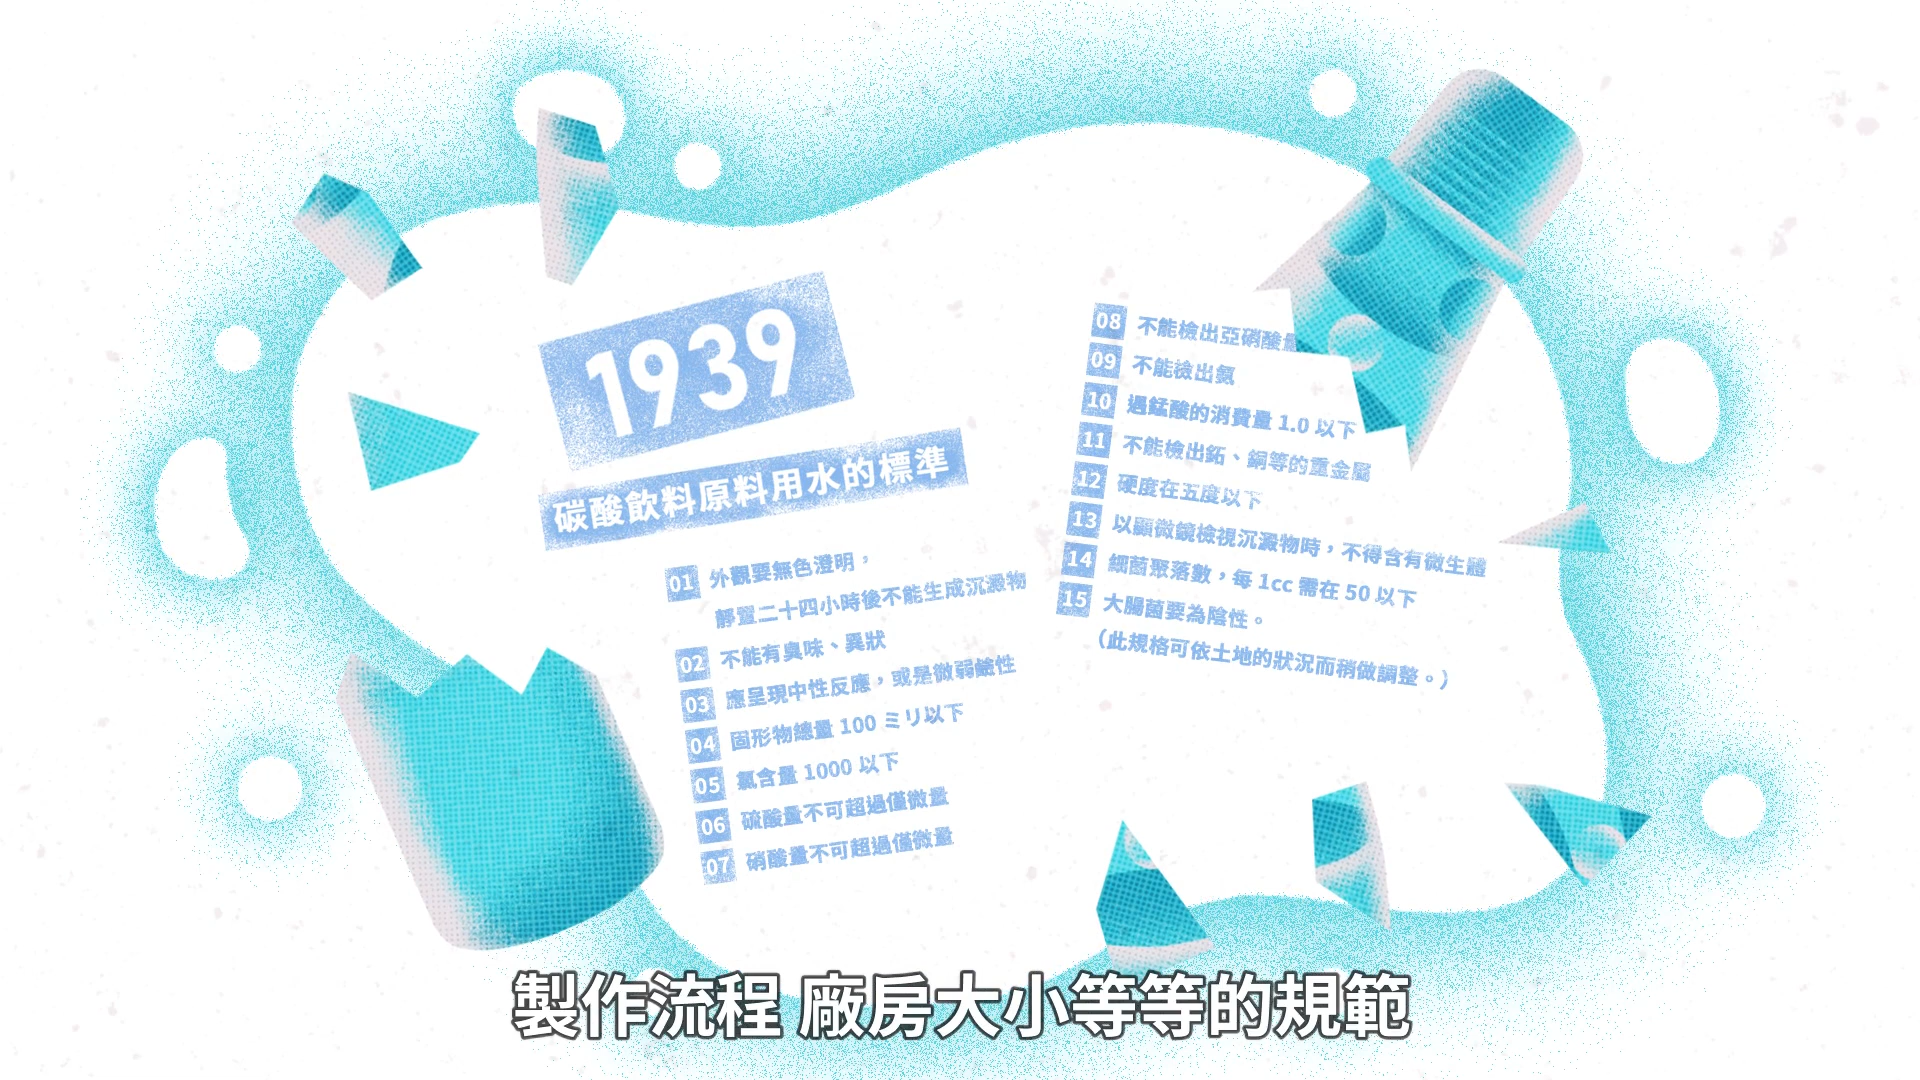 1939
碳酸飲料原料用水的標準
01 外觀要無色澄明，
靜置二十四小時後不能生成沉澱物
02 不能有臭味、異狀
03 應呈現中性反應，或是微弱鹼性
04 固形物總量 100 ミリ以下
05 氯含量 1000 以下
06 硫酸量不可超過僅微量
07 硝酸量不可超過僅微量
08 不能檢出亞硝酸
09 不能檢出氨
10 過錳酸的消費量 1.0 以下
11 不能檢出鉐、銅等的重金屬
12 硬度在五度以下
13 以顯微鏡檢視沉澱物時，不得含有微生體
14 細菌聚落數，每 1cc 需在 50 以下
15 大腸菌要為陰性。
（此規格可依土地的狀況而稍做調整。）
製作流程 廠房大小等等的規範